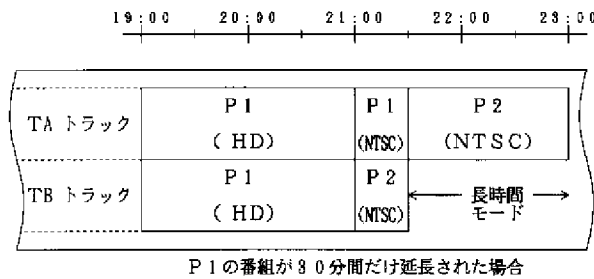 19:00 20:00 21:00 22:00 23:00
P1 P1 P2
TA トラック
(HD) (NTSC) (NTSC)
P1 P2
TB トラック 長時間
モード
(HD) (NTSC)
P1の番組が30分間だけ延長された場合